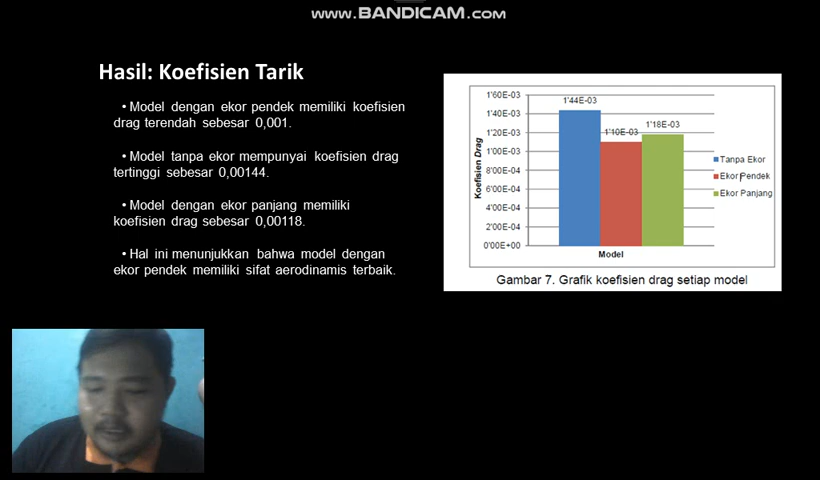 www.BANDICAM.com
Hasil: Koefisien Tarik
• Model dengan ekor pendek memiliki koefisien
drag terendah sebesar 0,001.
• Model tanpa ekor mempunyai koefisien drag
tertinggi sebesar 0,00144.
• Model dengan ekor panjang memiliki
koefisien drag sebesar 0,00118.
• Hal ini menunjukkan bahwa model dengan
ekor pendek memiliki sifat aerodinamis terbaik.
1'60E-03
1'40E-03
1'20E-03
1'00E-03
8'00E-04
6'00E-04
4'00E-04
2'00E-04
0'00E+00
Koefisien Drag
1'44E-03
1'10E-03
1'18E-03
Model
Tanpa Ekor
Ekor Pendek
Ekor Panjang
Gambar 7. Grafik koefisien drag setiap model